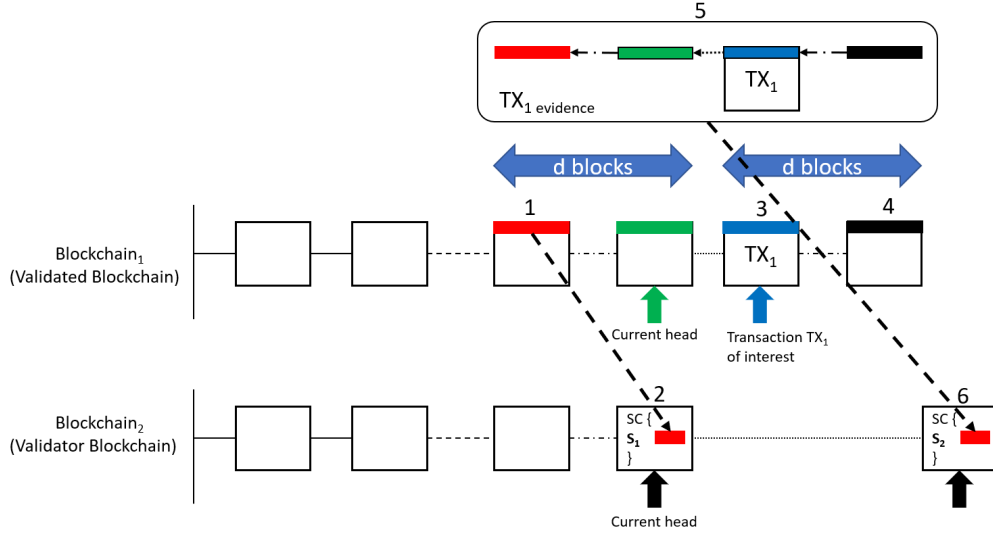 5
TX₁
TX₁ evidence
d blocks
d blocks
1
3
4
Blockchain₁
(Validated Blockchain)
TX₁
Current head
Transaction TX₁
of interest
2
6
Blockchain₂
(Validator Blockchain)
SC {
S₁
}
SC {
S₂
}
Current head